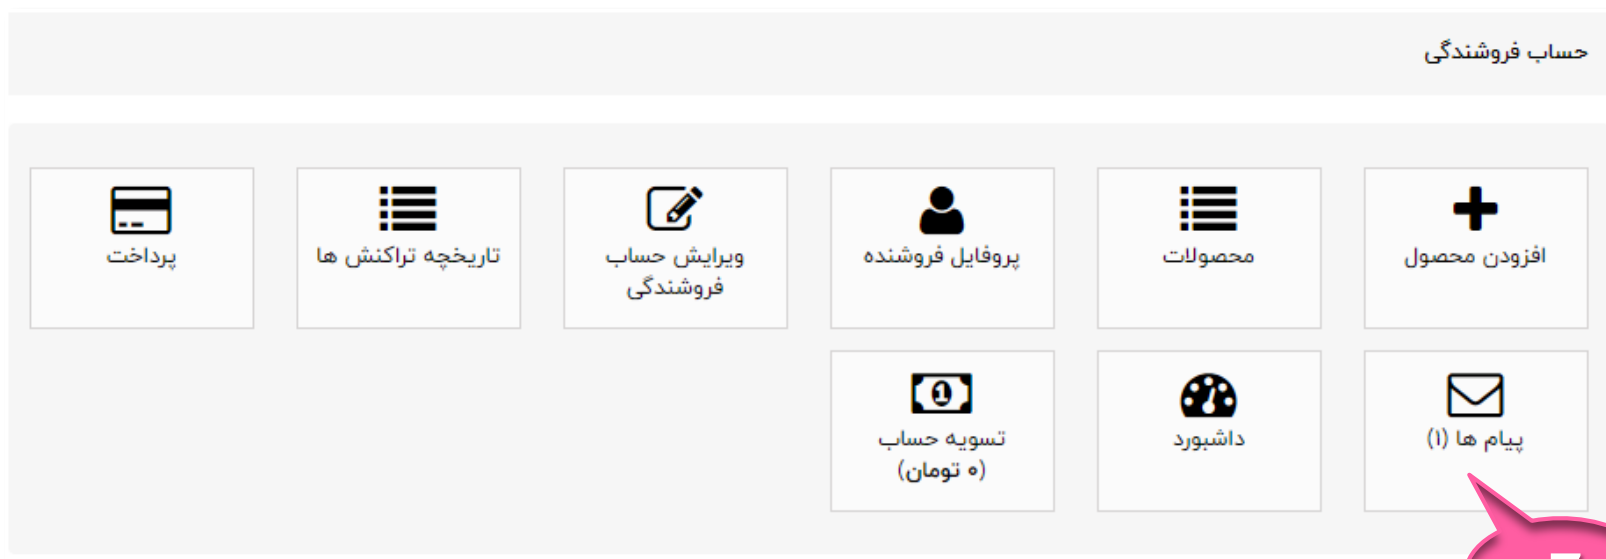 حساب فروشندگی
افزودن محصول
محصولات
پروفایل فروشنده
ویرایش حساب
فروشندگی
تاریخچه تراکنش ها
پرداخت
پیام ها (۱)
داشبورد
تسویه حساب
(۰ تومان)